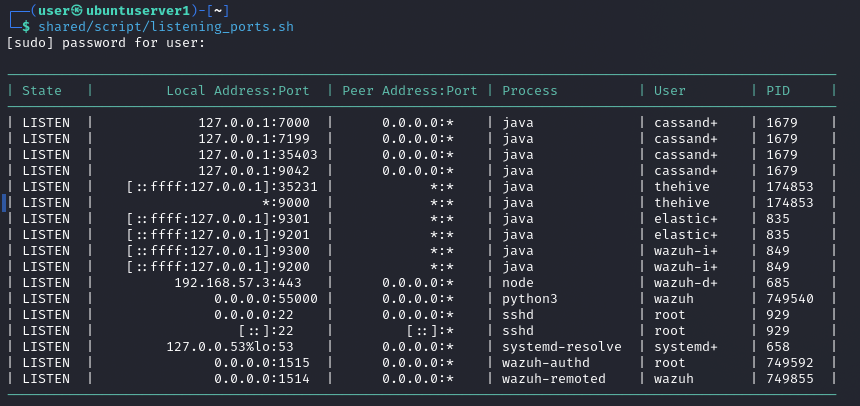 ┌──(user㉿ubuntuserver1)-[~]
└─$ shared/script/listening_ports.sh
[sudo] password for user:
| State | Local Address:Port | Peer Address:Port | Process | User | PID |
| LISTEN | 127.0.0.1:7000 | 0.0.0.0:* | java | cassand+ | 1679 |
| LISTEN | 127.0.0.1:7199 | 0.0.0.0:* | java | cassand+ | 1679 |
| LISTEN | 127.0.0.1:35403 | 0.0.0.0:* | java | cassand+ | 1679 |
| LISTEN | 127.0.0.1:9042 | 0.0.0.0:* | java | cassand+ | 1679 |
| LISTEN | [::ffff:127.0.0.1]:35231 | *:* | java | thehive | 174853 |
| LISTEN | *:9000 | *:* | java | thehive | 174853 |
| LISTEN | [::ffff:127.0.0.1]:9301 | *:* | java | elastic+ | 835 |
| LISTEN | [::ffff:127.0.0.1]:9201 | *:* | java | elastic+ | 835 |
| LISTEN | [::ffff:127.0.0.1]:9300 | *:* | java | wazuh-i+ | 849 |
| LISTEN | [::ffff:127.0.0.1]:9200 | *:* | java | wazuh-i+ | 849 |
| LISTEN | 192.168.57.3:443 | 0.0.0.0:* | node | wazuh-d+ | 685 |
| LISTEN | 0.0.0.0:55000 | 0.0.0.0:* | python3 | wazuh | 749540 |
| LISTEN | 0.0.0.0:22 | 0.0.0.0:* | sshd | root | 929 |
| LISTEN | [::]:22 | [::]:* | sshd | root | 929 |
| LISTEN | 127.0.0.53%lo:53 | 0.0.0.0:* | systemd-resolve | systemd+ | 658 |
| LISTEN | 0.0.0.0:1515 | 0.0.0.0:* | wazuh-authd | root | 749592 |
| LISTEN | 0.0.0.0:1514 | 0.0.0.0:* | wazuh-remoted | wazuh | 749855 |